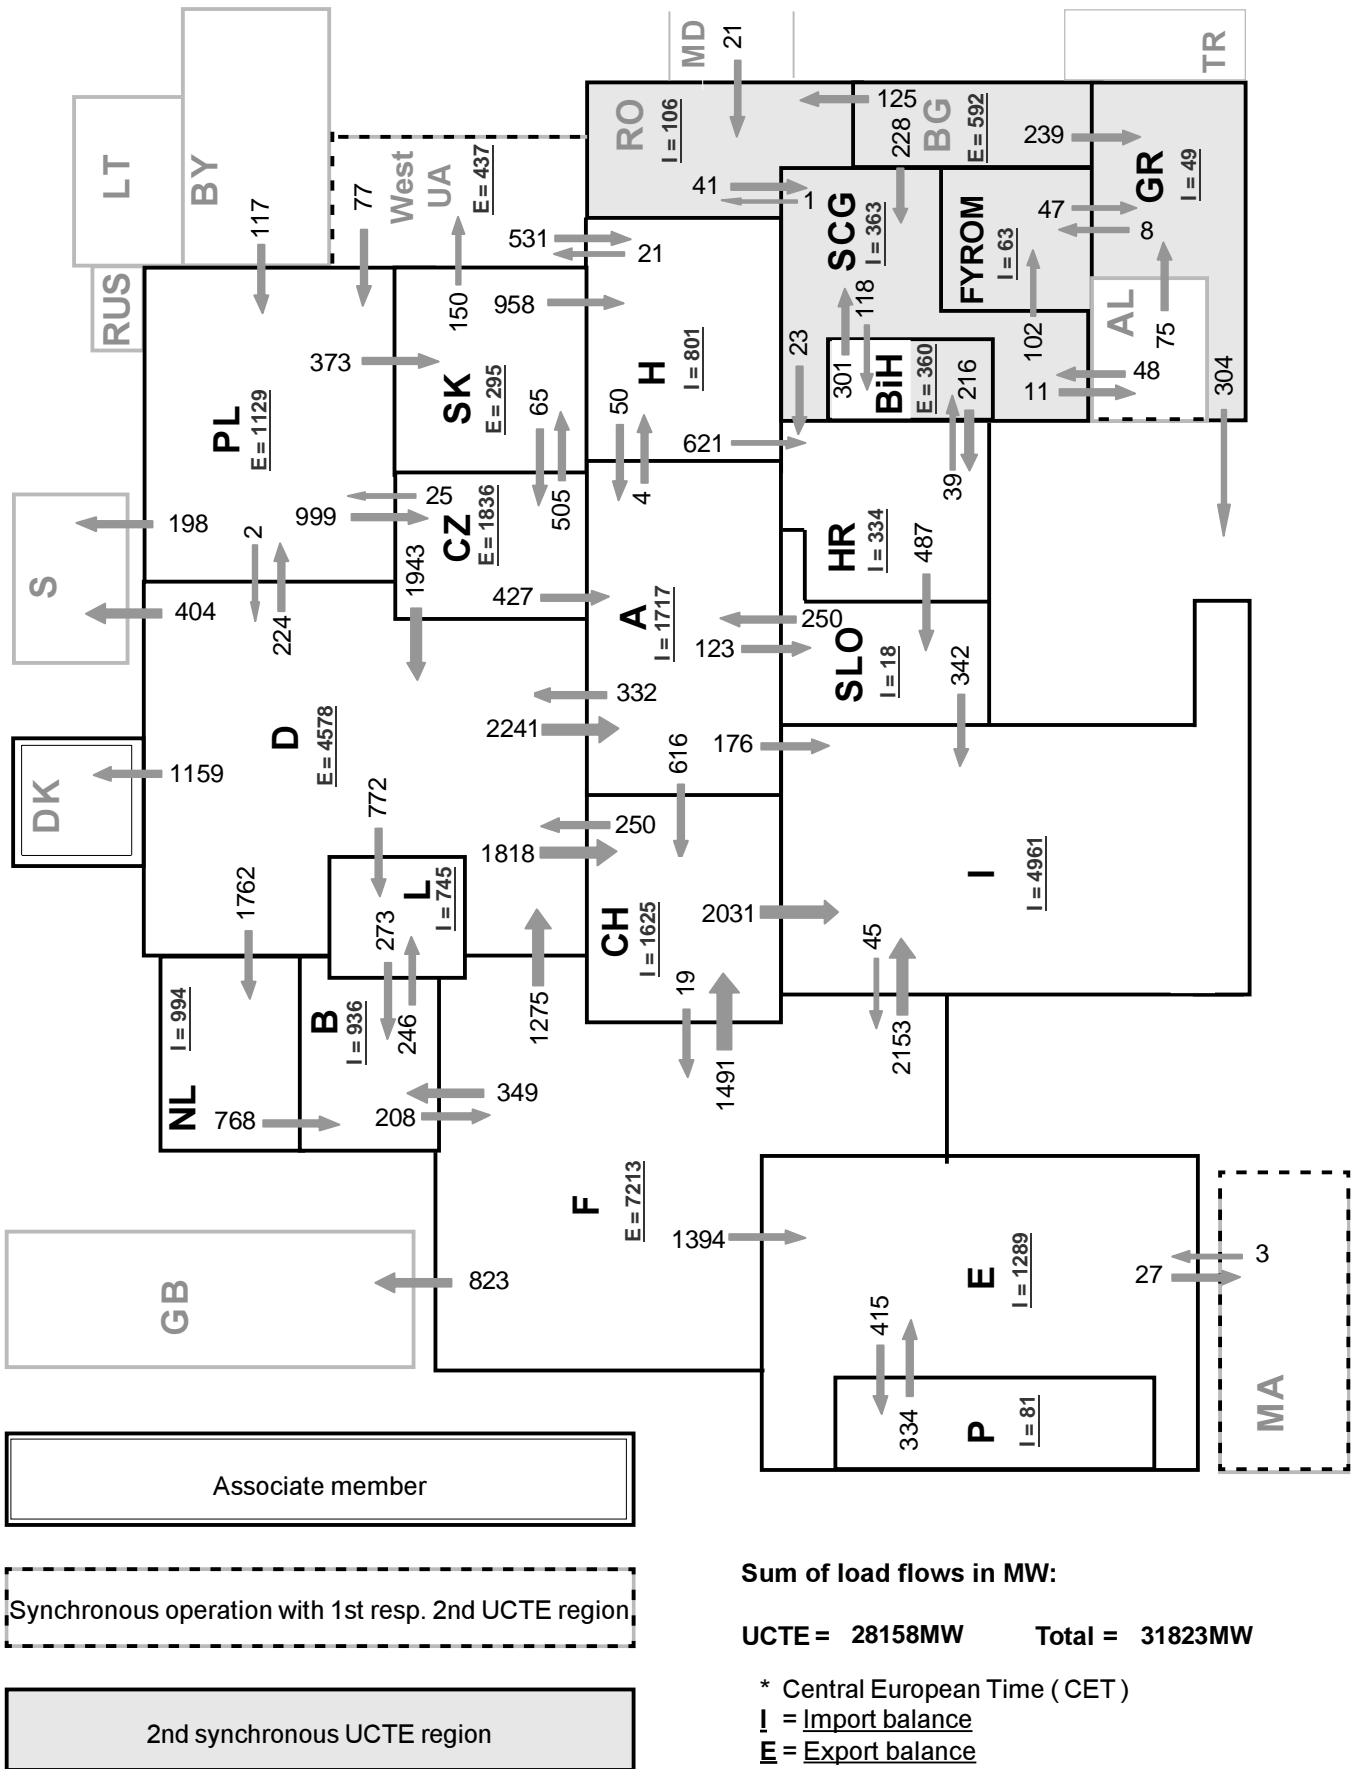 MD
21
TR
LT
BY
RO
I = 106
125
228
BG
E = 592
239
GR
I = 49
West
UA
E = 437
77
117
41
1
SCG
I = 363
FYROM
I = 63
47
8
531
21
RUS
150
958
118
102
AL
75
373
H
I = 801
23
301
BiH
E = 360
216
11
48
304
PL
E = 1129
SK
E = 295
65
50
621
505
4
39
25
999
CZ
E = 1836
198
2
1943
HR
I = 334
487
S
404
224
427
A
I = 1717
250
123
SLO
I = 18
342
332
2241
D
E = 4578
616
176
DK
1159
772
250
1818
L
I = 745
I
I = 4961
1762
273
CH
I = 1625
2031
45
19
NL
I = 994
B
I = 936
246
1275
1491
2153
768
208
349
F
E = 7213
1394
E
I = 1289
3
27
GB
823
415
334
P
I = 81
MA
Associate member
Synchronous operation with 1st resp. 2nd UCTE region
2nd synchronous UCTE region
Sum of load flows in MW:
UCTE = 28158MW Total = 31823MW
* Central European Time ( CET )
I = Import balance
E = Export balance